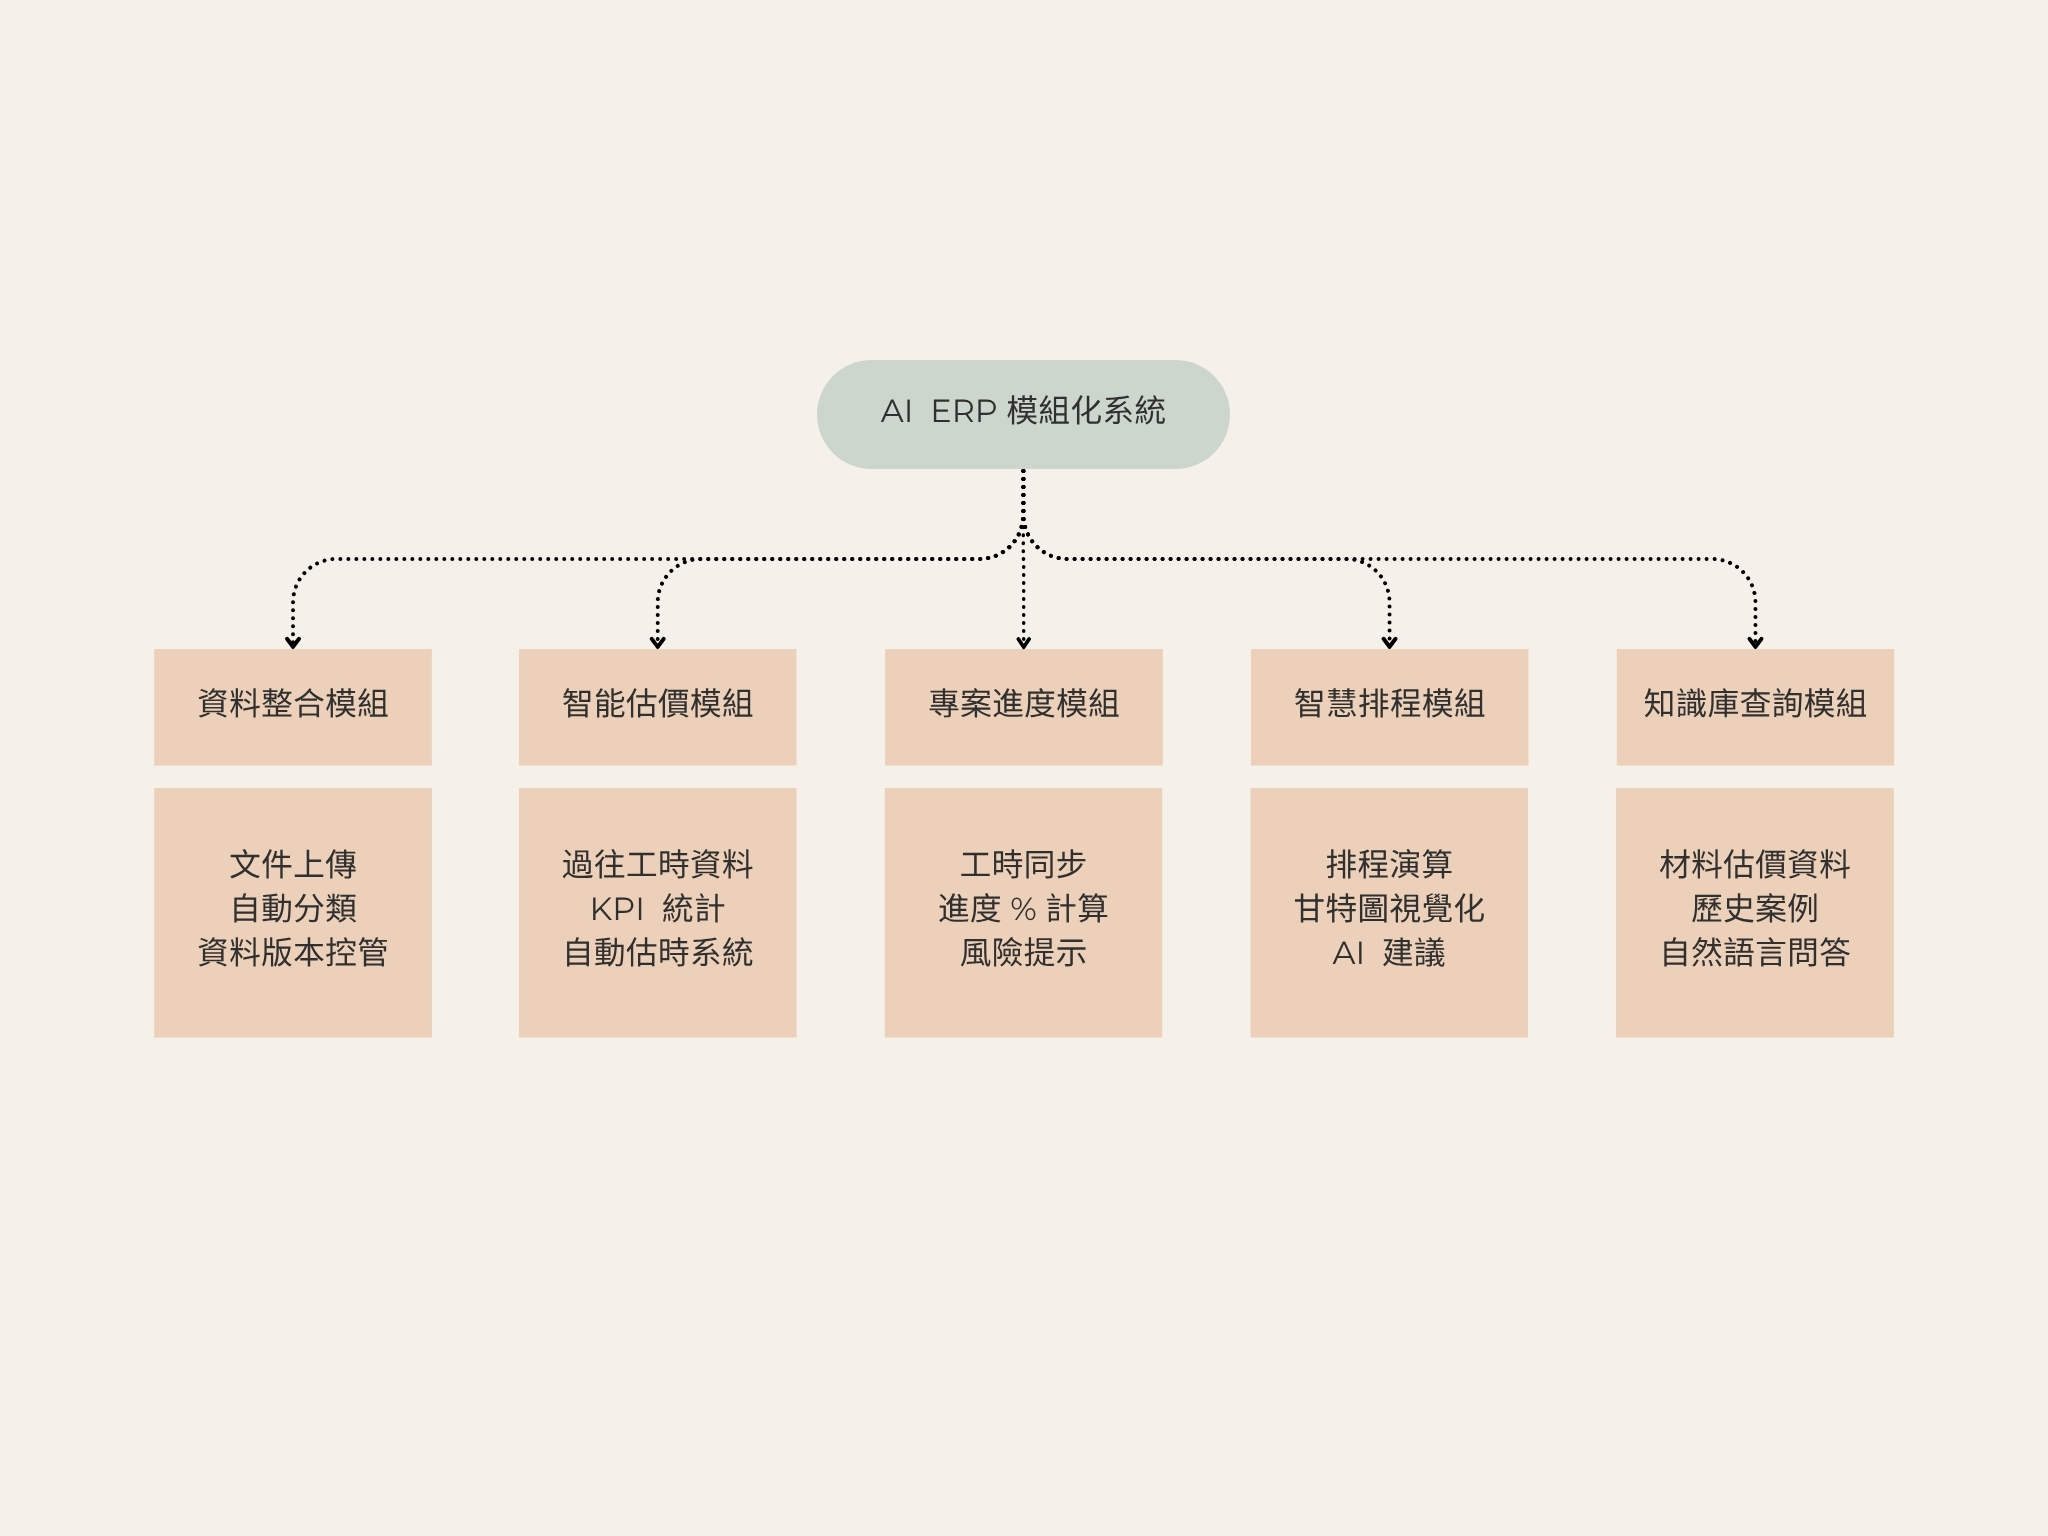 AI ERP 模組化系統
資料整合模組
智能估價模組
專案進度模組
智慧排程模組
知識庫查詢模組
文件上傳
自動分類
資料版本控管
過往工時資料
KPI 統計
自動估時系統
工時同步
進度 % 計算
風險提示
排程演算
甘特圖視覺化
AI 建議
材料估價資料
歷史案例
自然語言問答